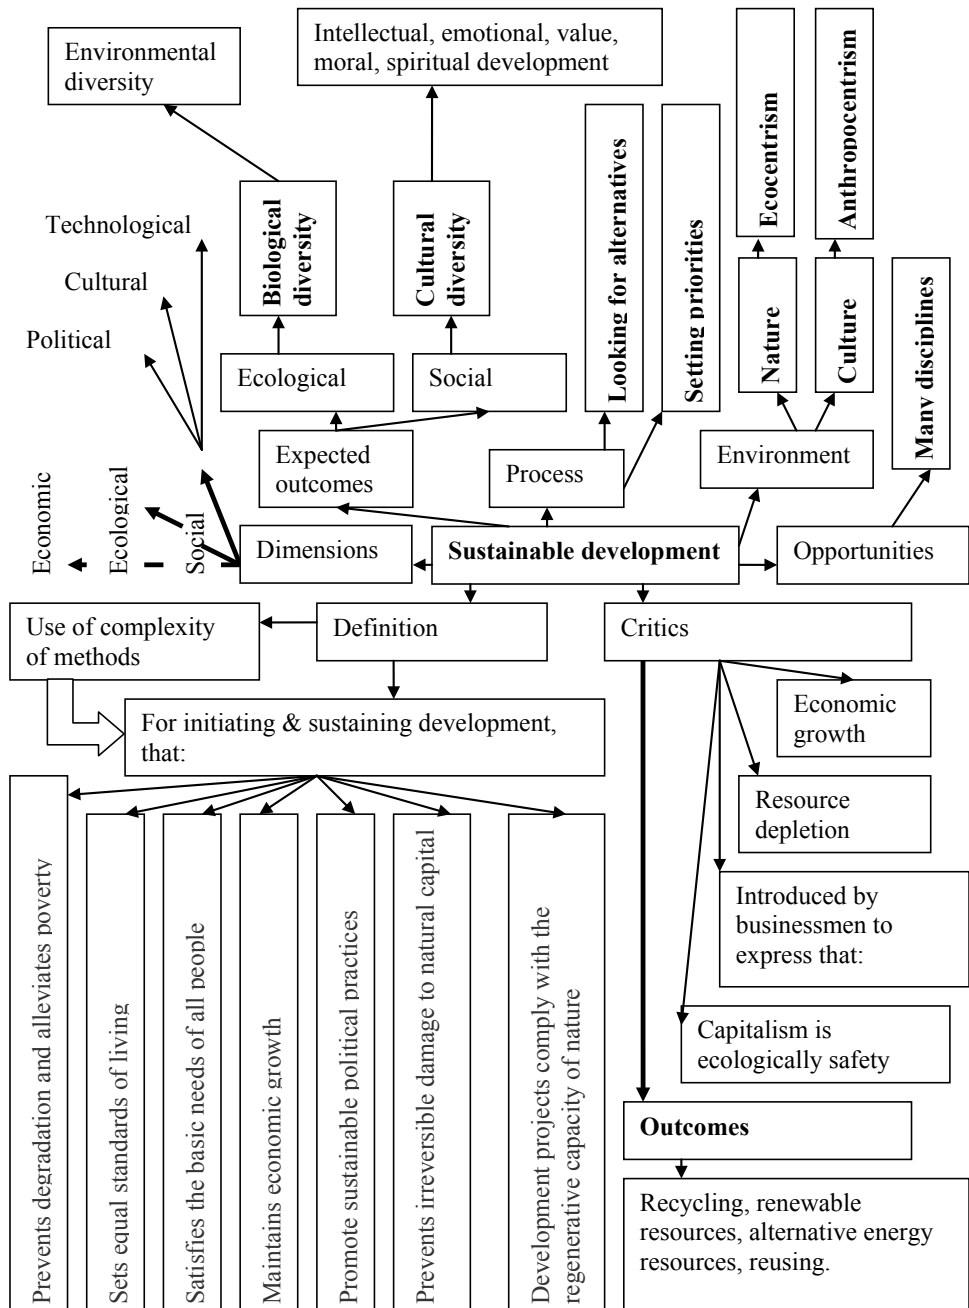 Environmental
diversity
Intellectual, emotional, value,
moral, spiritual development
Looking for alternatives
Setting priorities
Ecocentrism
Anthropocentrism
Technological
Cultural
Political
Biological
diversity
Cultural
diversity
Nature
Culture
Many disciplines
Ecological
Social
Expected
outcomes
Process
Environment
Economic
Ecological
Social
Dimensions
Sustainable development
Opportunities
Use of complexity
of methods
Definition
Critics
For initiating & sustaining development,
that:
Economic
growth
Resource
depletion
Introduced by
businessmen to
express that:
Capitalism is
ecologically safety
Prevents degradation and alleviates poverty
Sets equal standards of living
Satisfies the basic needs of all people
Maintains economic growth
Promote sustainable political practices
Prevents irreversible damage to natural capital
Development projects comply with the
regenerative capacity of nature
Outcomes
Recycling, renewable
resources, alternative energy
resources, reusing.